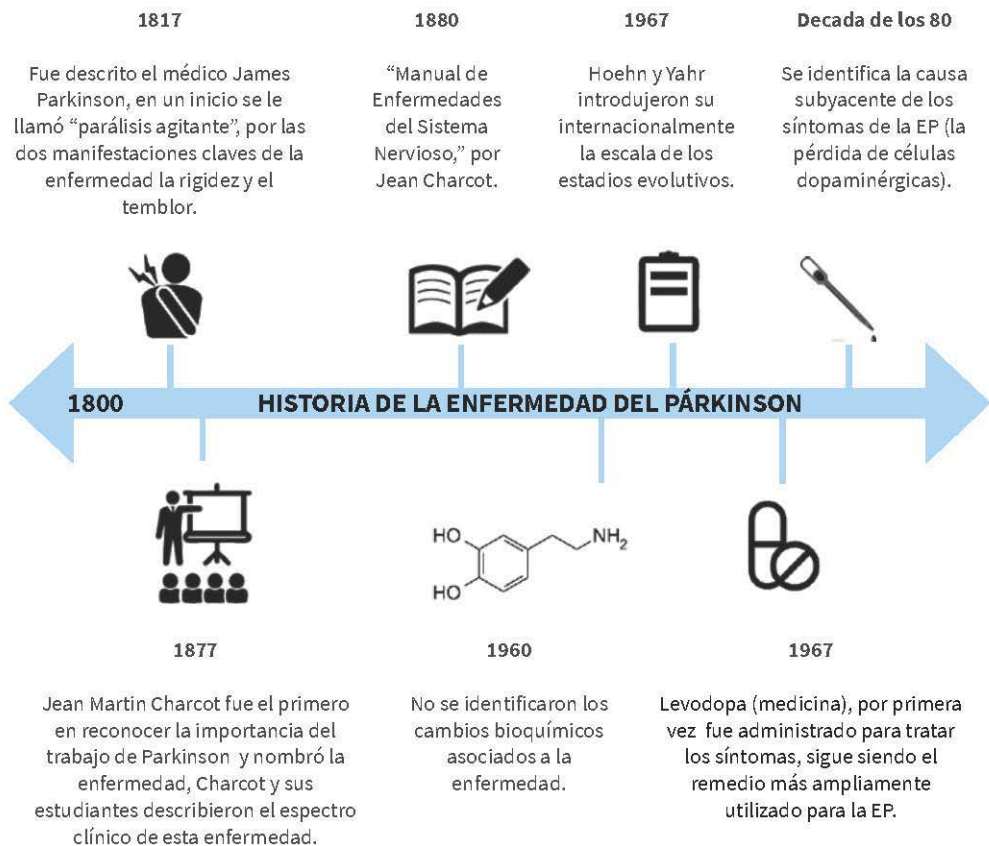 1817
Fue descrito el médico James
Parkinson, en un inicio se le
llamó “parálisis agitante”, por las
dos manifestaciones claves de la
enfermedad la rigidez y el
temblor.
1880
“Manual de
Enfermedades
del Sistema
Nervioso,” por
Jean Charcot.
1967
Hoehn y Yahr
introdujeron su
internacionalmente
la escala de los
estadios evolutivos.
Decada de los 80
Se identifica la causa
subyacente de los
síntomas de la EP (la
pérdida de células
dopaminérgicas).
1800
HISTORIA DE LA ENFERMEDAD DEL PÁRKINSON
HO
HO
NH2
1877
Jean Martin Charcot fue el primero
en reconocer la importancia del
trabajo de Parkinson y nombró la
enfermedad, Charcot y sus
estudiantes describieron el espectro
clínico de esta enfermedad.
1960
No se identificaron los
cambios bioquímicos
asociados a la
enfermedad.
1967
Levodopa (medicina), por primera
vez fue administrado para tratar
los síntomas, sigue siendo el
remedio más ampliamente
utilizado para la EP.